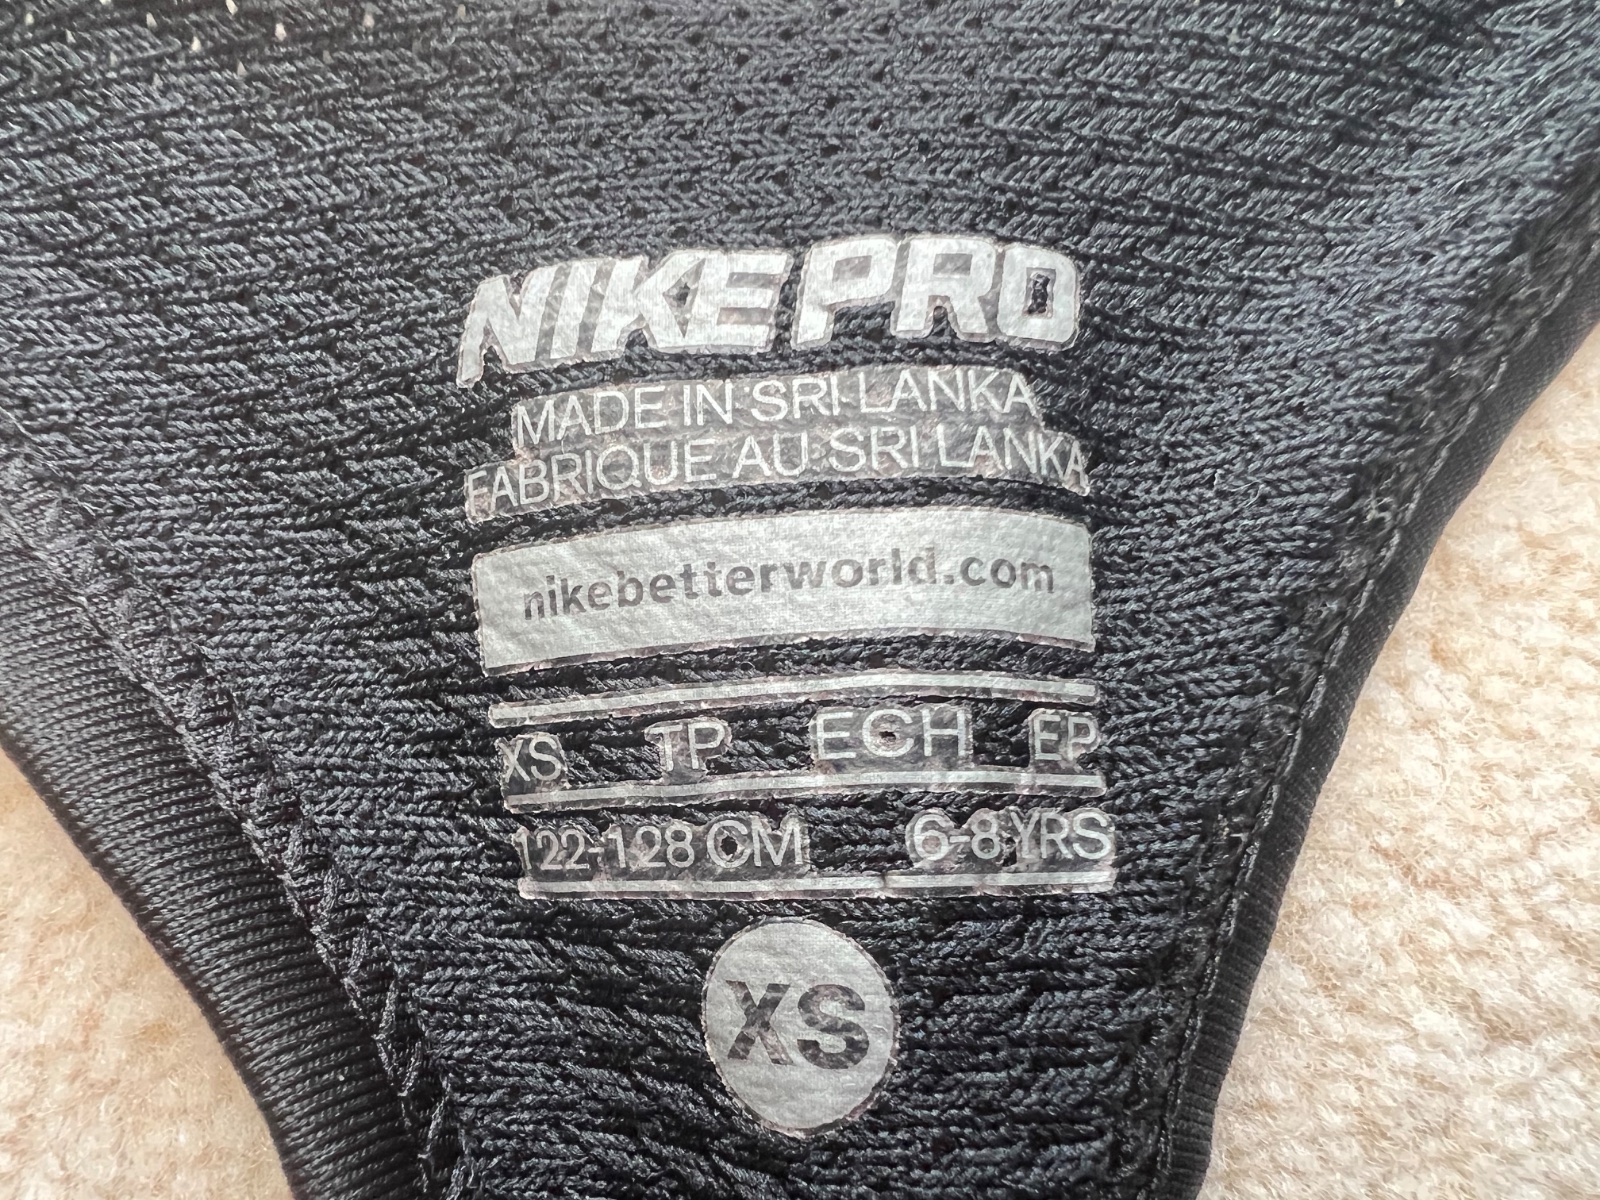 NIKE PRO
MADE IN SRI LANKA
FABRIQUE AU SRI LANKA
nikebetterworld.com
XS TP ECH EP
122-128 CM 6-8 YRS
XS